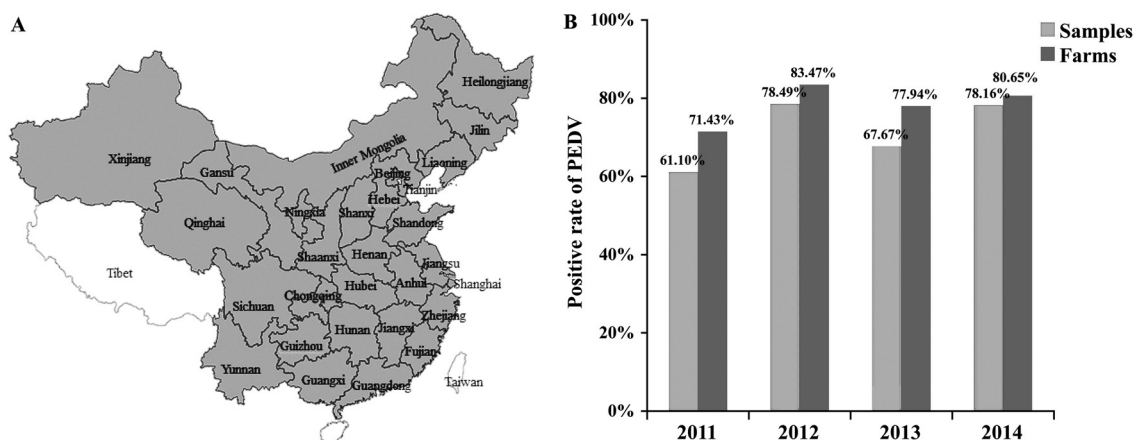 A
Heilongjiang
Jilin
Inner Mongolia
Liaoning
Xinjiang
Gansu
Beijing
Tianjin
Hebei
Ningxia
Shanxi
Qinghai
Shandong
Shaanxi
Henan
Jiangsu
Tibet
Shanghai
Anhui
Hubei
Chongqing
Sichuan
Zhejiang
Hunan
Jiangxi
Guizhou
Fujian
Yunnan
Guangxi
Guangdong
Taiwan
B
Samples
Farms
Positive rate of PEDV
100%
80%
60%
40%
20%
0%
61.10%
71.43%
78.49%
83.47%
67.67%
77.94%
78.16%
80.65%
2011
2012
2013
2014